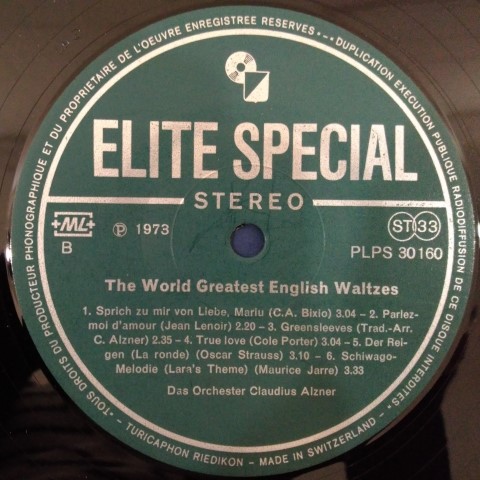 TOUS DROITS DU PRODUCTEUR PHONOGRAPHIQUE ET DU PROPRIETAIRE DE L'OEUVRE ENREGISTREE RESERVES - DUPLICATION EXECUTION PUBLIQUE RADIODIFFUSION DE CE DISQUE INTERDITES
ELITE SPECIAL
STEREO
+ML+
B
Ⓟ 1973
ST 33
PLPS 30 160
The World Greatest English Waltzes
1. Sprich zu mir von Liebe, Mariu (C.A. Bixio) 3.04 – 2. Parlez-
moi d'amour (Jean Lenoir) 2.20 – 3. Greensleeves (Trad.-Arr.
C. Alzner) 2.35 – 4. True love (Cole Porter) 3.04 – 5. Der Rei-
gen (La ronde) (Oscar Strauss) 3.10 – 6. Schiwago-
Melodie (Lara's Theme) (Maurice Jarre) 3.33
Das Orchester Claudius Alzner
TURICAPHON RIEDIKON - MADE IN SWITZERLAND